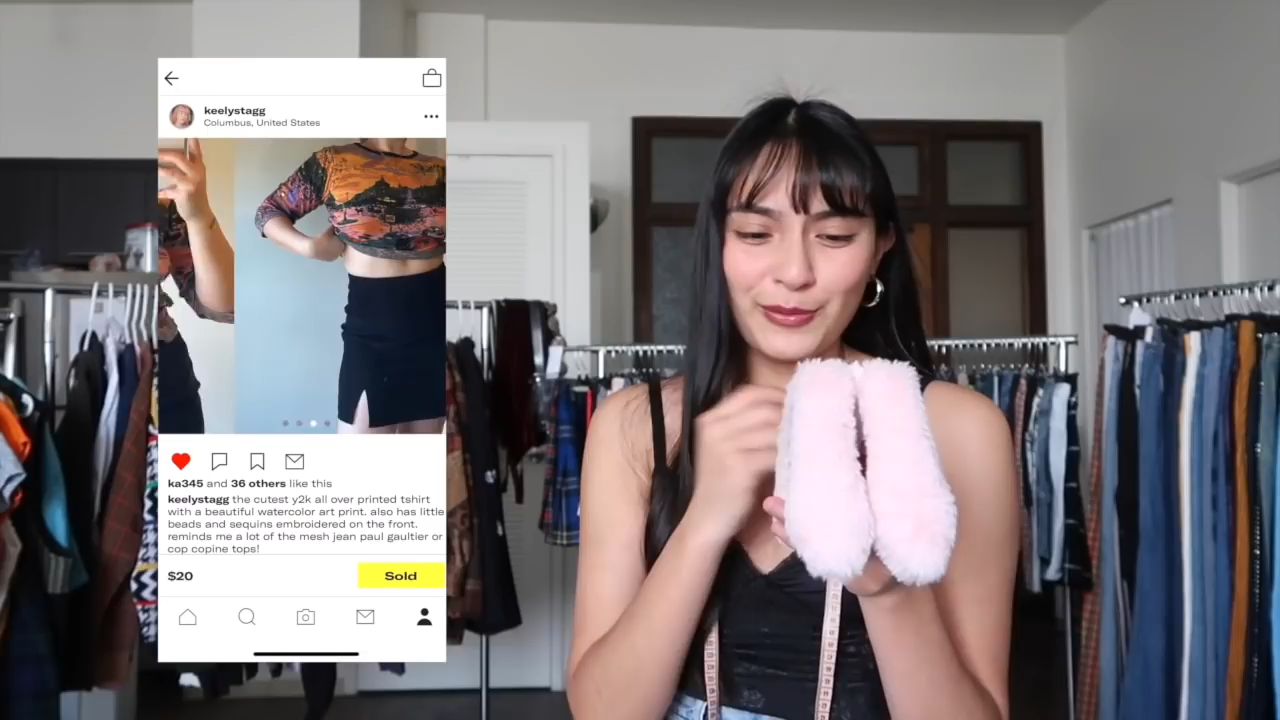 keelystagg
Columbus, United States
ka345 and 36 others like this
keelystagg the cutest y2k all over printed tshirt
with a beautiful watercolor art print. also has little
beads and sequins embroidered on the front.
reminds me a lot of the mesh jean paul gaultier or
cop copine tops!
$20
Sold